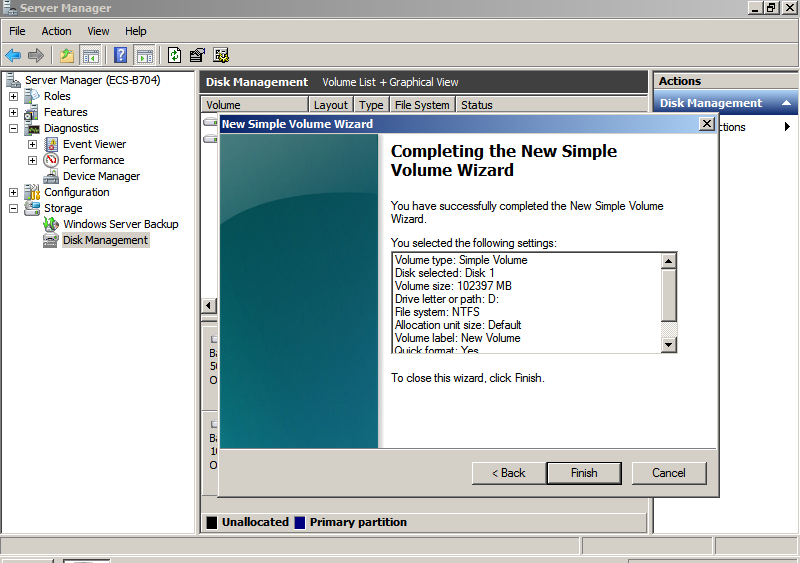 Server Manager
File Action View Help
Server Manager (ECS-B704)
Roles
Features
Diagnostics
Event Viewer
Performance
Device Manager
Configuration
Storage
Windows Server Backup
Disk Management
Disk Management Volume List + Graphical View
Volume Layout Type File System Status
Actions
Disk Management
New Simple Volume Wizard
Completing the New Simple
Volume Wizard
You have successfully completed the New Simple Volume
Wizard.
You selected the following settings:
Volume type: Simple Volume
Disk selected: Disk 1
Volume size: 102397 MB
Drive letter or path: D:
File system: NTFS
Allocation unit size: Default
Volume label: New Volume
Quick format: Yes
To close this wizard, click Finish.
< Back Finish Cancel
Unallocated Primary partition